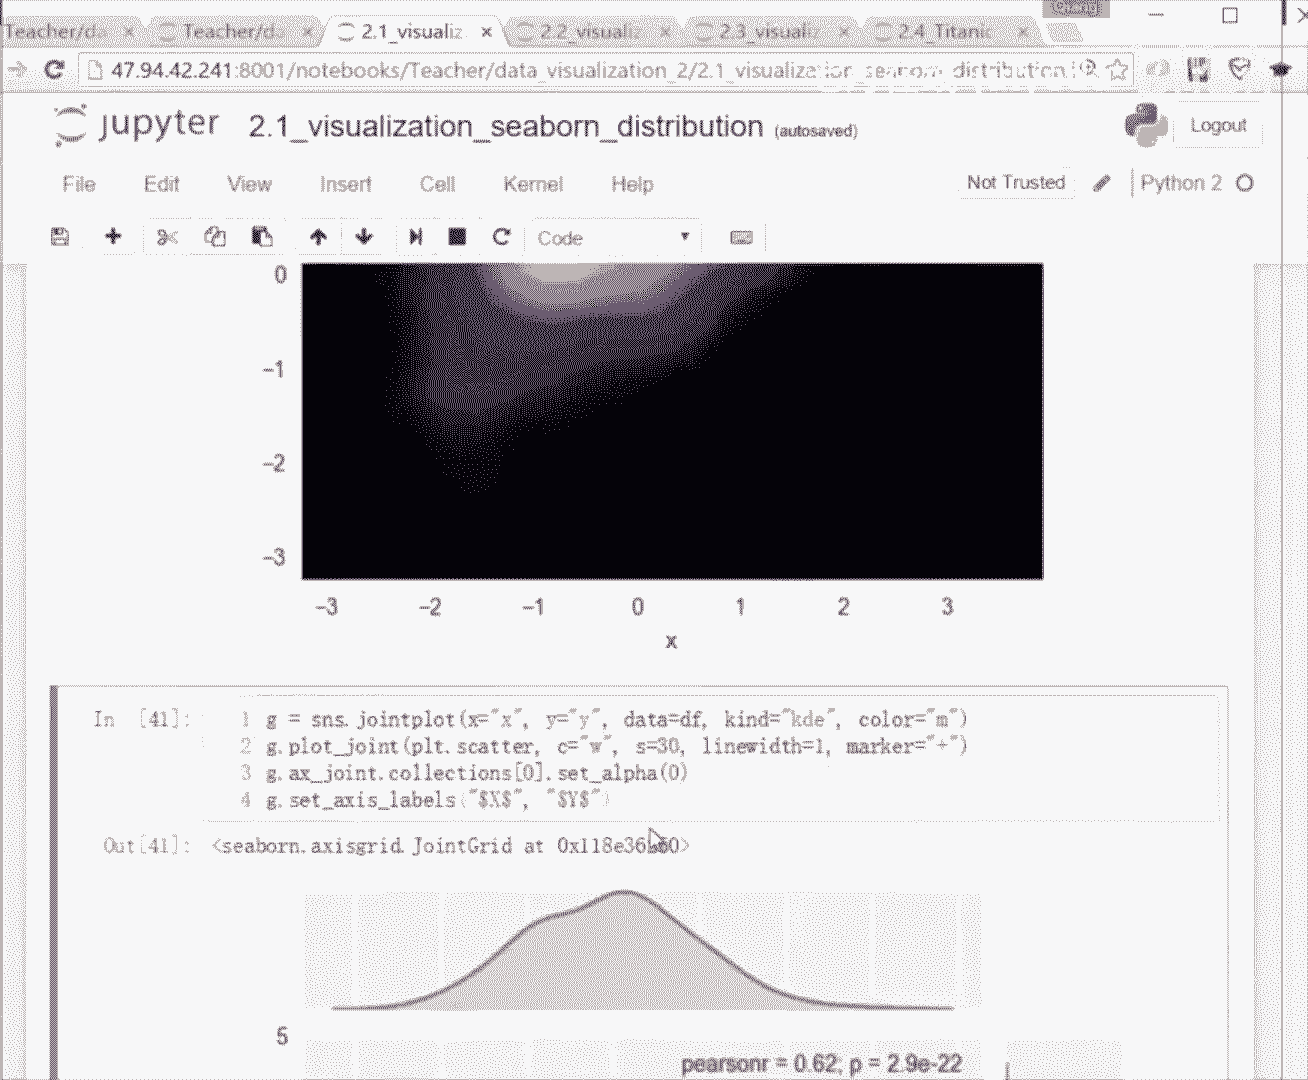 Teacher/da
Teacher/da
2.1_visualiz
2.2_visualiz
2.3_visualiz
2.4_Titanic
47.94.42.241:8001/notebooks/Teacher/data_visualization_2/2.1_visualization_seaborn_distribution
jupyter 2.1_visualization_seaborn_distribution (autosaved)
Logout
File Edit View Insert Cell Kernel Help
Not Trusted
Python 2
Code
0
-1
-2
-3
-3 -2 -1 0 1 2 3
x
In [41]:
1 g = sns.jointplot(x="x", y="y", data=df, kind="kde", color="m")
2 g.plot_joint(plt.scatter, c="w", s=30, linewidth=1, marker="+")
3 g.ax_joint.collections[0].set_alpha(0)
4 g.set_axis_labels("$X$", "$Y$")
Out[41]: <seaborn.axisgrid.JointGrid at
5
pearsonr = 0.62; p = 2.9e-22